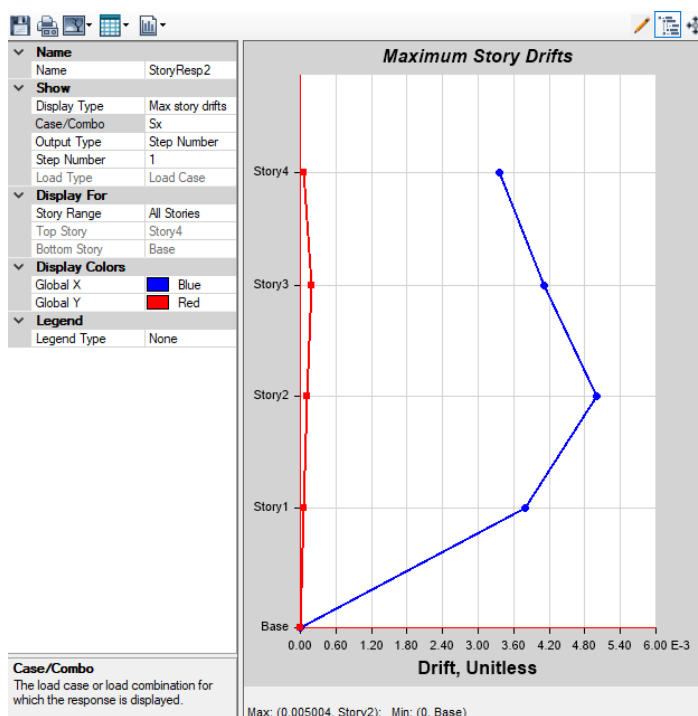 Name
Name StoryResp2
Show
Display Type Max story drifts
Case/Combo Sx
Output Type Step Number
Step Number 1
Load Type Load Case
Display For
Story Range All Stories
Top Story Story4
Bottom Story Base
Display Colors
Global X Blue
Global Y Red
Legend
Legend Type None
Case/Combo
The load case or load combination for
which the response is displayed.
Maximum Story Drifts
Story4
Story3
Story2
Story1
Base
0.00 0.60 1.20 1.80 2.40 3.00 3.60 4.20 4.80 5.40 6.00 E-3
Drift, Unitless
Max: (0.005004, Story2); Min: (0, Base)